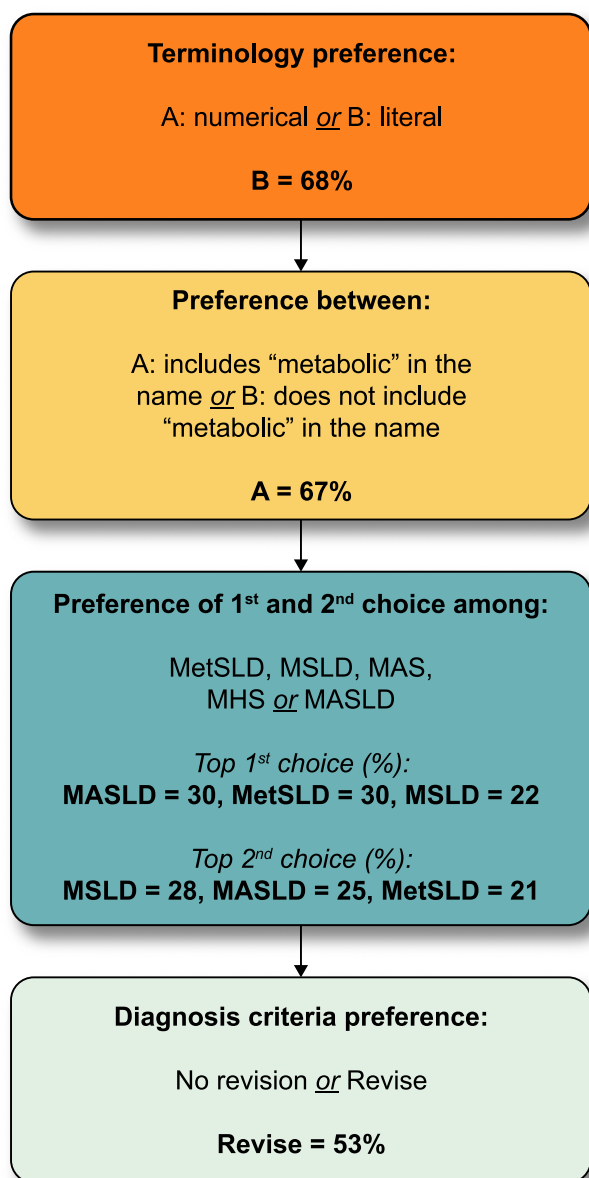 Terminology preference:
A: numerical or B: literal
B = 68%
Preference between:
A: includes “metabolic” in the
name or B: does not include
“metabolic” in the name
A = 67%
Preference of 1st and 2nd choice among:
MetSLD, MSLD, MAS,
MHS or MASLD
Top 1st choice (%):
MASLD = 30, MetSLD = 30, MSLD = 22
Top 2nd choice (%):
MSLD = 28, MASLD = 25, MetSLD = 21
Diagnosis criteria preference:
No revision or Revise
Revise = 53%